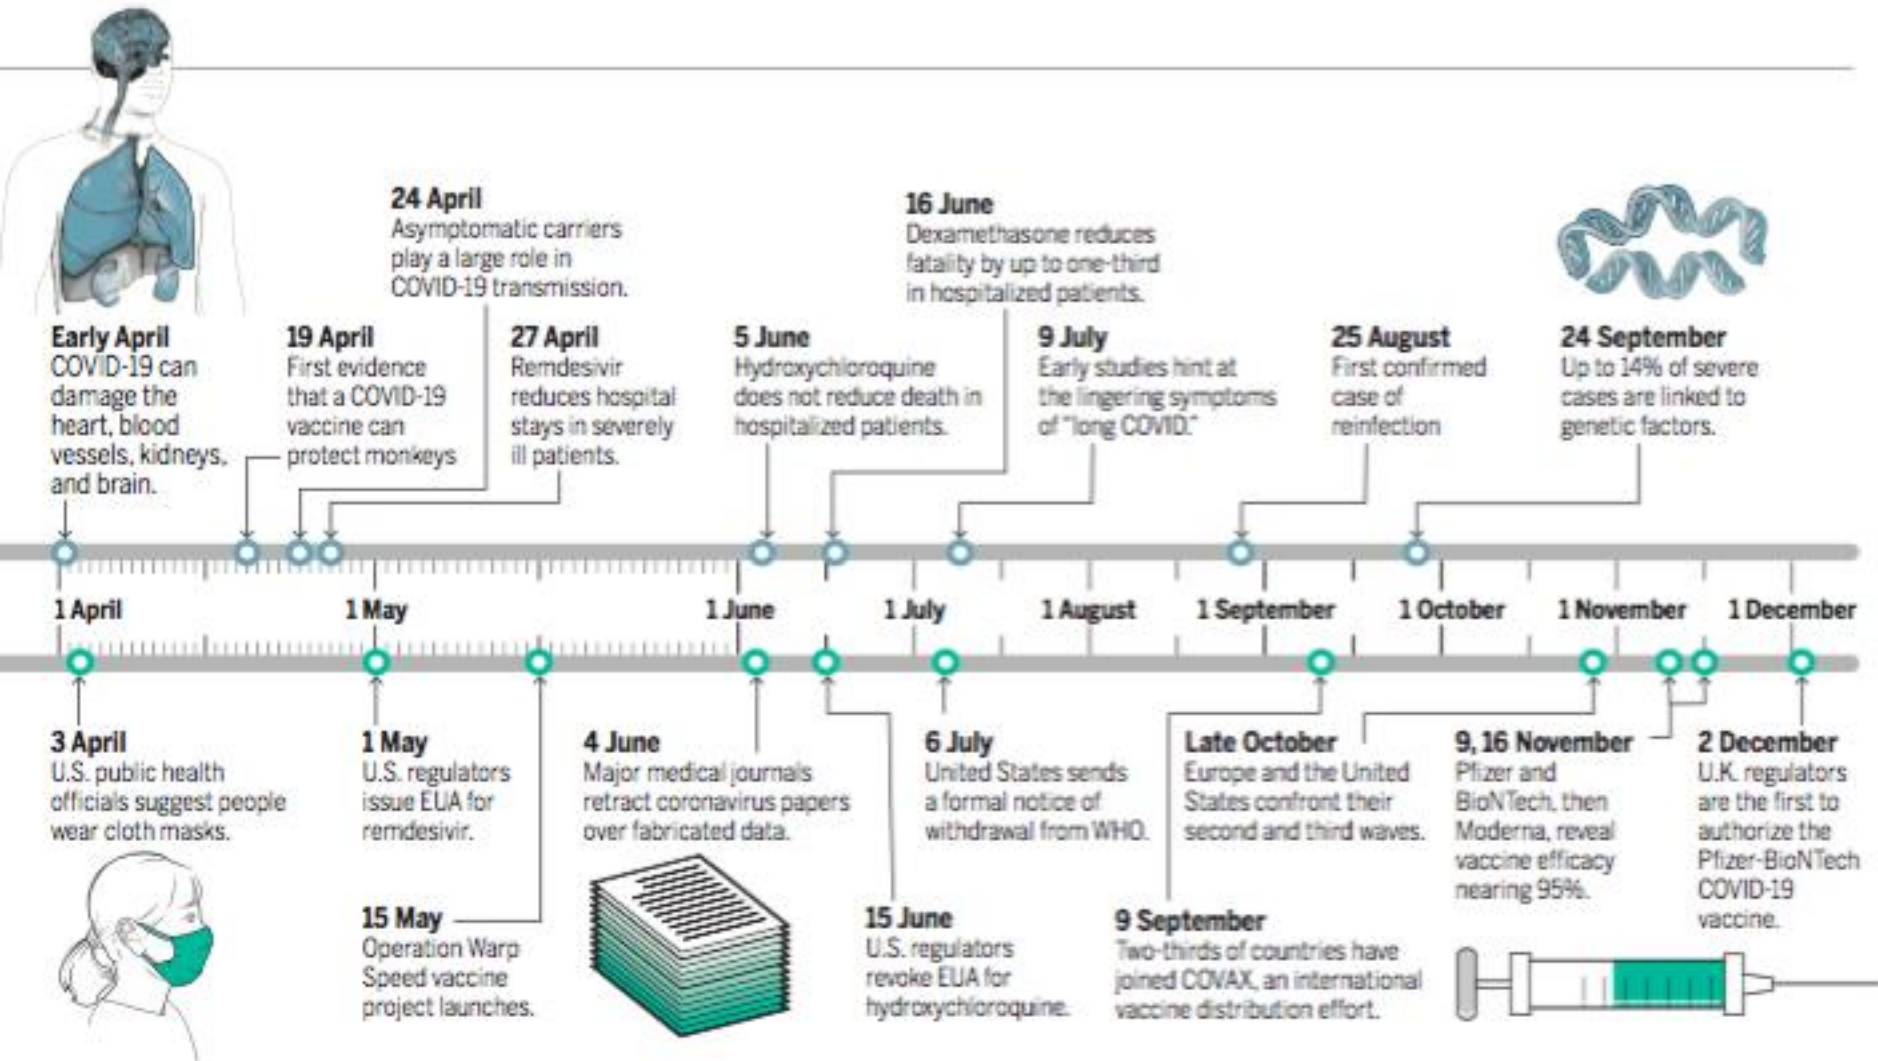 24 April
Asymptomatic carriers
play a large role in
COVID-19 transmission.
16 June
Dexamethasone reduces
fatality by up to one-third
in hospitalized patients.
Early April
COVID-19 can
damage the
heart, blood
vessels, kidneys,
and brain.
19 April
First evidence
that a COVID-19
vaccine can
protect monkeys
27 April
Remdesivir
reduces hospital
stays in severely
ill patients.
5 June
Hydroxychloroquine
does not reduce death in
hospitalized patients.
9 July
Early studies hint at
the lingering symptoms
of "long COVID."
25 August
First confirmed
case of
reinfection
24 September
Up to 14% of severe
cases are linked to
genetic factors.
1 April
1 May
1 June
1 July
1 August
1 September
1 October
1 November
1 December
3 April
U.S. public health
officials suggest people
wear cloth masks.
1 May
U.S. regulators
issue EUA for
remdesivir.
15 May
Operation Warp
Speed vaccine
project launches.
4 June
Major medical journals
retract coronavirus papers
over fabricated data.
15 June
U.S. regulators
revoke EUA for
hydroxychloroquine.
6 July
United States sends
a formal notice of
withdrawal from WHO.
9 September
Two-thirds of countries have
joined COVAX, an international
vaccine distribution effort.
Late October
Europe and the United
States confront their
second and third waves.
9, 16 November
Pfizer and
BioNTech, then
Moderna, reveal
vaccine efficacy
nearing 95%.
2 December
U.K. regulators
are the first to
authorize the
Pfizer-BioNTech
COVID-19
vaccine.